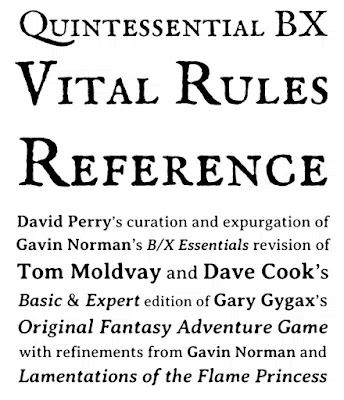 Quintessential BX
Vital Rules
Reference
David Perry's curation and expurgation of
Gavin Norman's B/X Essentials revision of
Tom Moldvay and Dave Cook's
Basic & Expert edition of Gary Gygax's
Original Fantasy Adventure Game
with refinements from Gavin Norman and
Lamentations of the Flame Princess